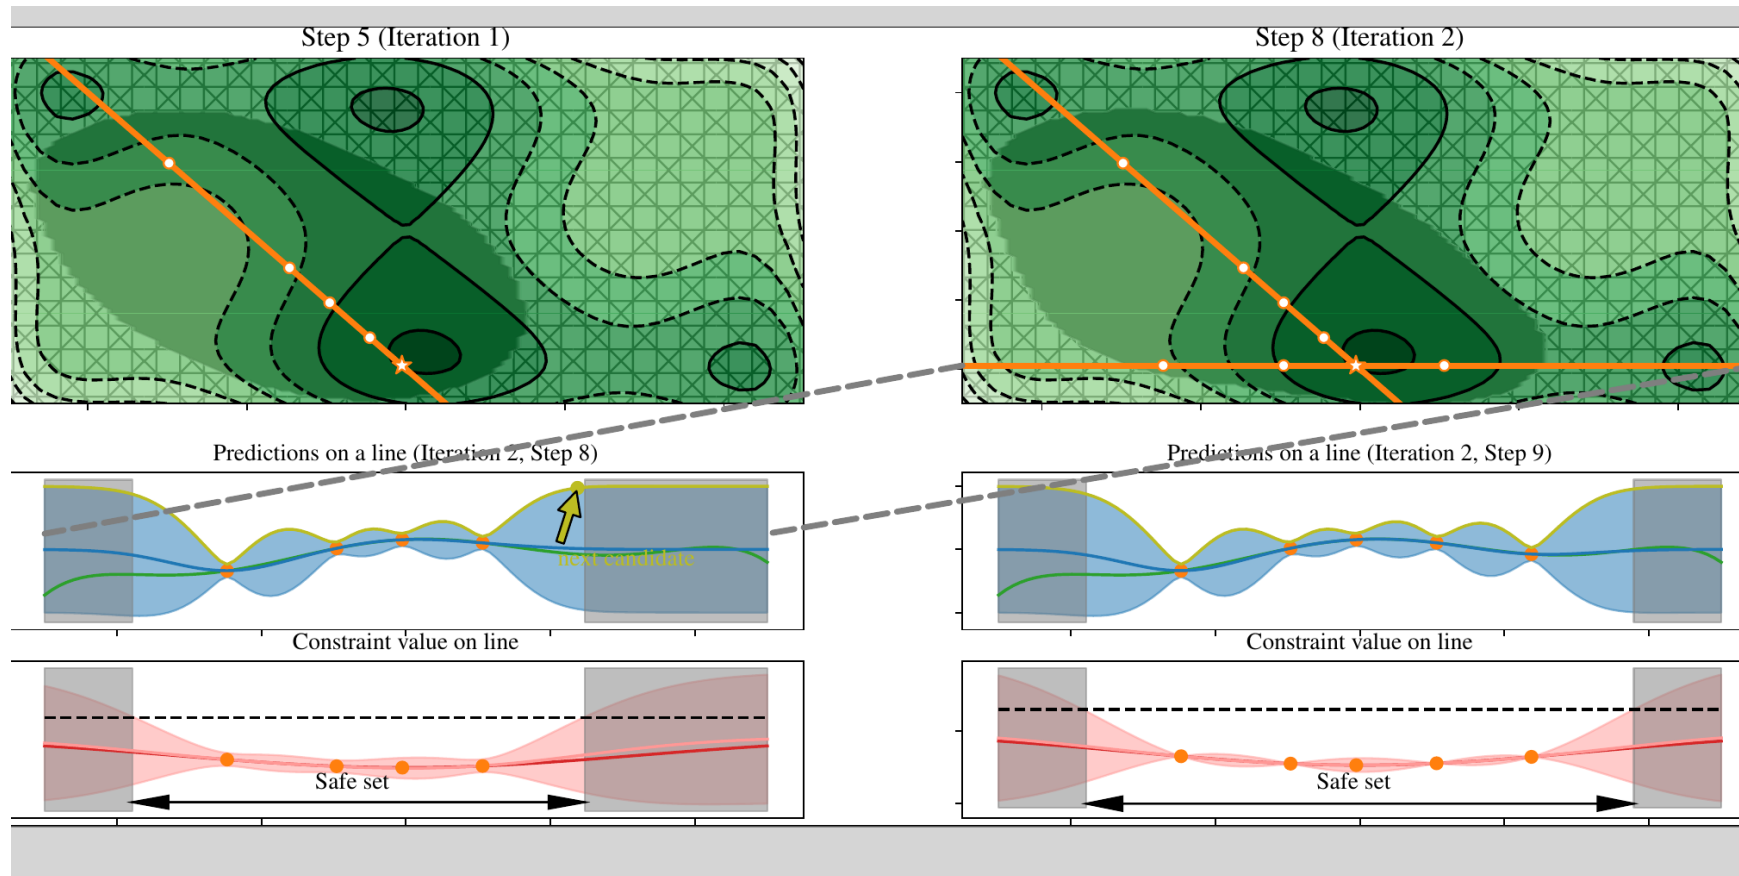 Step 5 (Iteration 1)
Step 8 (Iteration 2)
Predictions on a line (Iteration 2, Step 8)
Predictions on a line (Iteration 2, Step 9)
next candidate
Constraint value on line
Constraint value on line
Safe set
Safe set